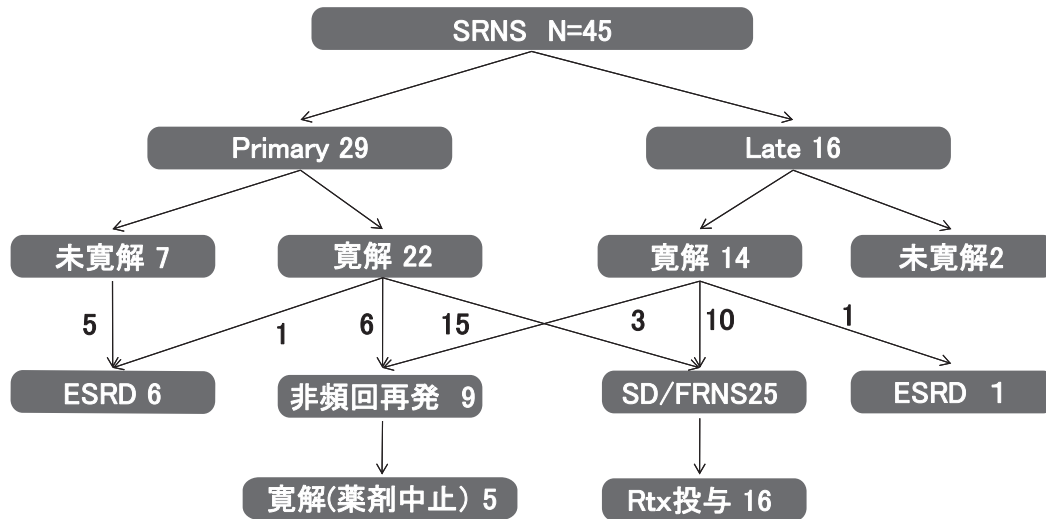 SRNS N=45
Primary 29
Late 16
未寛解 7
寛解 22
寛解 14
未寛解2
5
1
6
15
3
10
1
ESRD 6
非頻回再発 9
SD/FRNS25
ESRD 1
寛解(薬剤中止) 5
Rtx投与 16